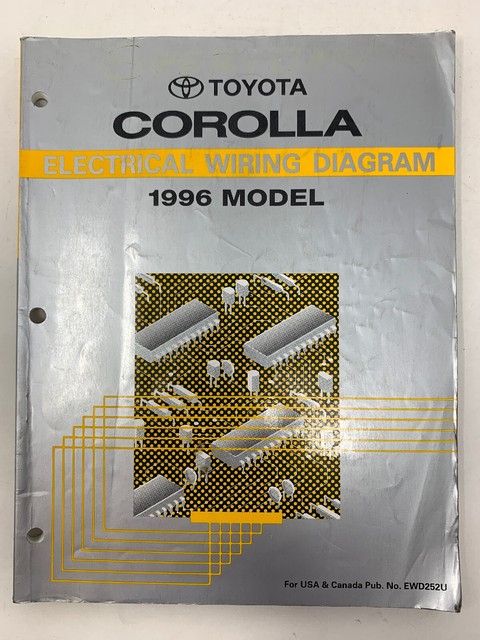 TOYOTA
COROLLA
ELECTRICAL WIRING DIAGRAM
1996 MODEL
For USA & Canada Pub. No. EWD252U